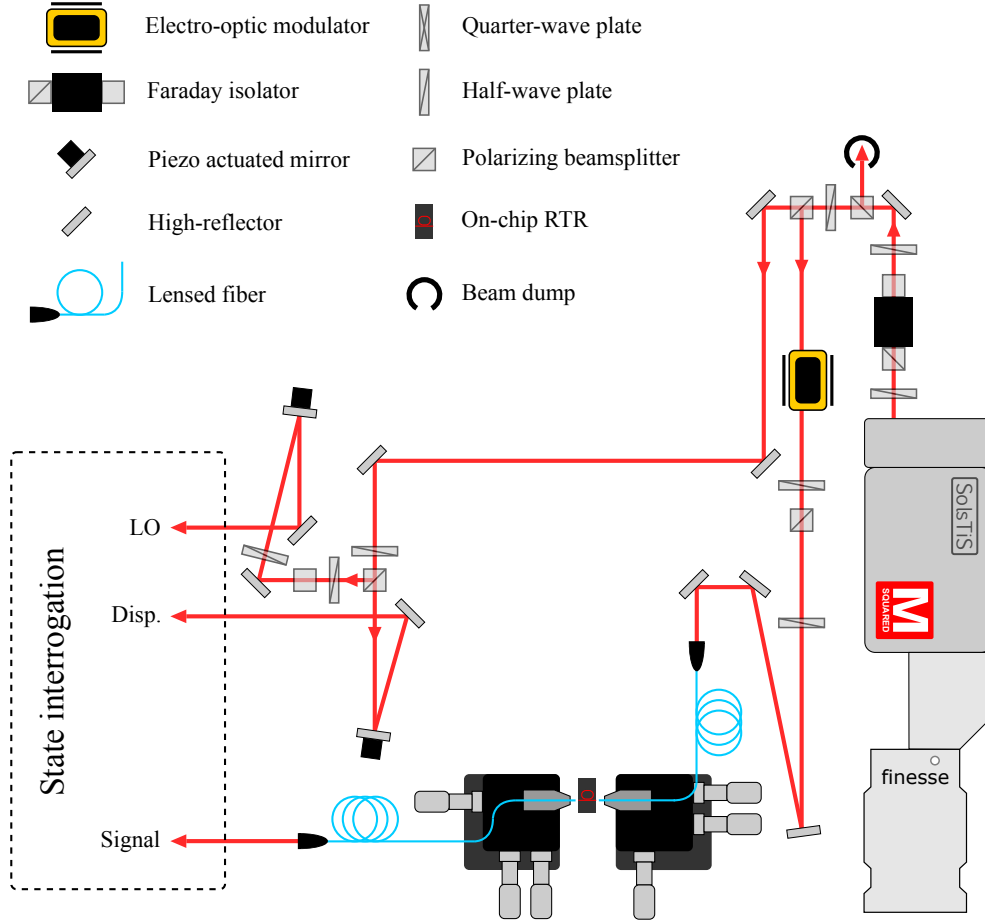 Electro-optic modulator
Quarter-wave plate
Faraday isolator
Half-wave plate
Piezo actuated mirror
Polarizing beamsplitter
High-reflector
On-chip RTR
Lensed fiber
Beam dump
SolsTiS
M
SQUARED
finesse
State interrogation
LO
Disp.
Signal